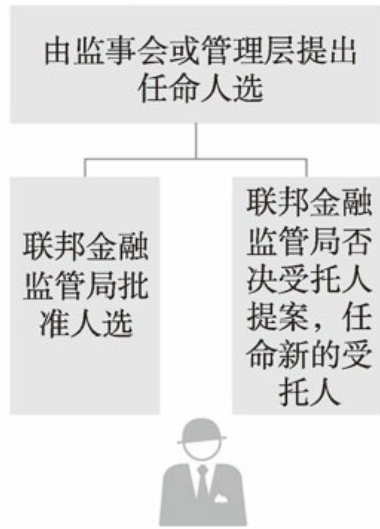 由监事会或管理层提出
任命人选
联邦金融
监管局批
准人选
联邦金融
监管局否
决受托人
提案，任
命新的受
托人